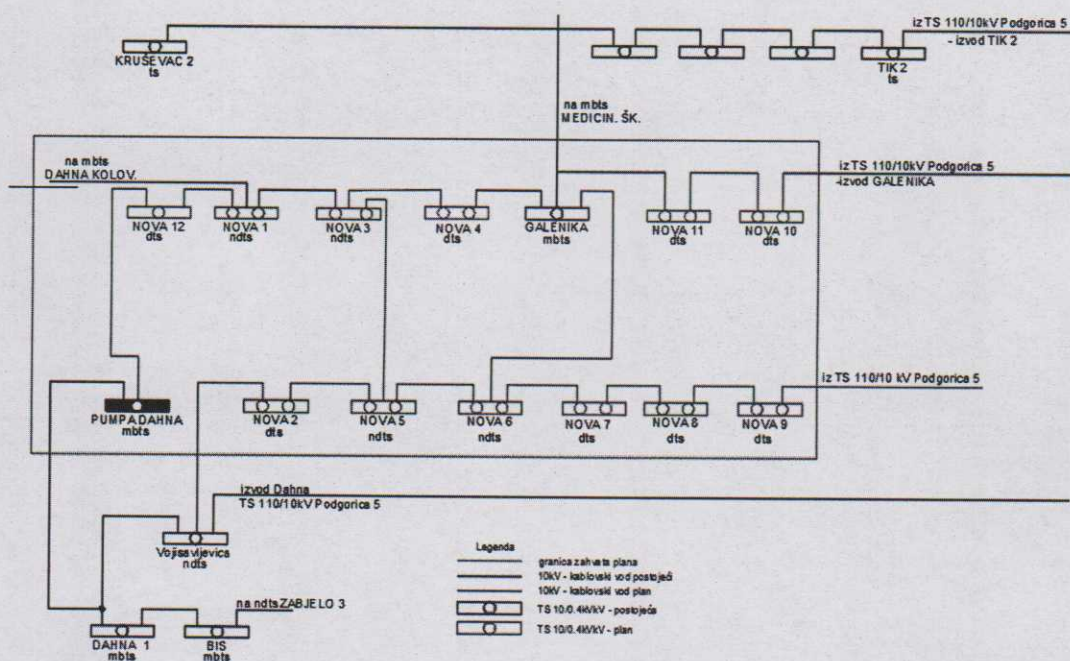 iz TS 110/10kV Podgorica 5
- izvod TIK 2
KRUŠEVAC 2
ts
TIK 2
ts
na mbts
MEDICIN. ŠK.
na mbts
DAHNA KOLOV.
iz TS 110/10kV Podgorica 5
-izvod GALENIKA
NOVA 12
dts
NOVA 1
ndts
NOVA 3
ndts
NOVA 4
dts
GALENIKA
mbts
NOVA 11
dts
NOVA 10
dts
iz TS 110/10 kV Podgorica 5
PUMPA DAHNA
mbts
NOVA 2
dts
NOVA 5
ndts
NOVA 6
ndts
NOVA 7
dts
NOVA 8
dts
NOVA 9
dts
izvod Dahna
TS 110/10kV Podgorica 5
Vojisavljevica
ndts
na ndts ZABJELO 3
DAHNA 1
mbts
BIS
mbts
Legenda
granica zahvata plana
10kV - kablovski vod postojeći
10kV - kablovski vod plan
TS 10/0.4kVkV - postojeća
TS 10/0.4kVkV - plan